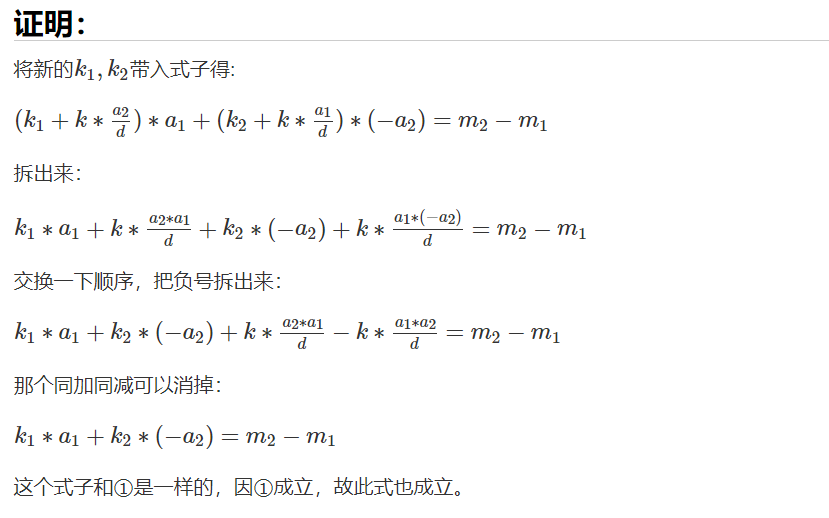 证明：
将新的$k_1,k_2$带入式子得:
$(k_1+k*\frac{a_2}{d})*a_1+(k_2+k*\frac{a_1}{d})*(-a_2)=m_2-m_1$
拆出来：
$k_1*a_1+k*\frac{a_2*a_1}{d}+k_2*(-a_2)+k*\frac{a_1*(-a_2)}{d}=m_2-m_1$
交换一下顺序，把负号拆出来：
$k_1*a_1+k_2*(-a_2)+k*\frac{a_2*a_1}{d}-k*\frac{a_1*a_2}{d}=m_2-m_1$
那个同加同减可以消掉：
$k_1*a_1+k_2*(-a_2)=m_2-m_1$
这个式子和①是一样的，因①成立，故此式也成立。